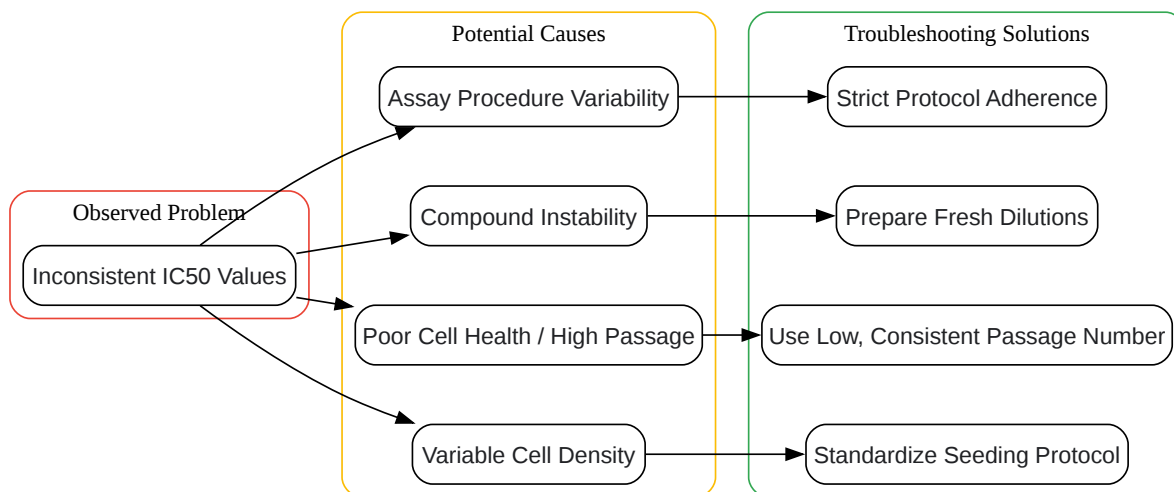 Observed Problem
Inconsistent IC50 Values
Potential Causes
Assay Procedure Variability
Compound Instability
Poor Cell Health / High Passage
Variable Cell Density
Troubleshooting Solutions
Strict Protocol Adherence
Prepare Fresh Dilutions
Use Low, Consistent Passage Number
Standardize Seeding Protocol